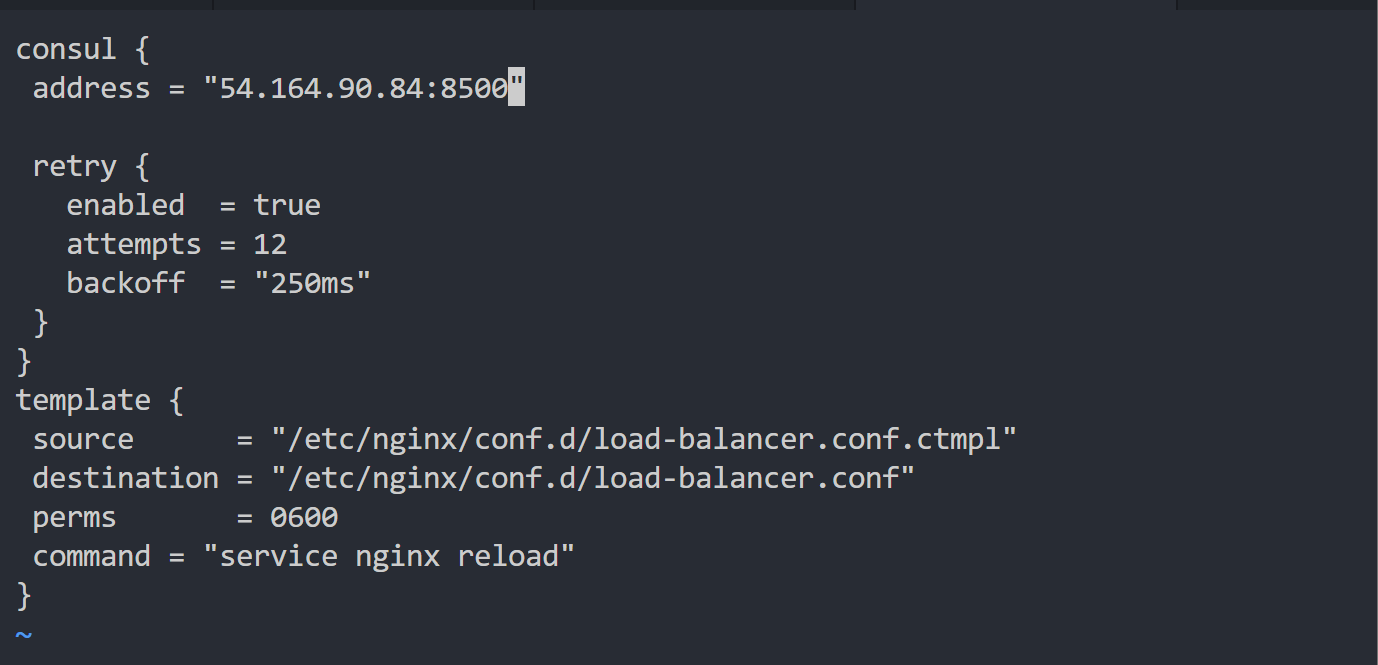 consul {
 address = "54.164.90.84:8500"

 retry {
   enabled  = true
   attempts = 12
   backoff  = "250ms"
 }
}
template {
 source      = "/etc/nginx/conf.d/load-balancer.conf.ctmpl"
 destination = "/etc/nginx/conf.d/load-balancer.conf"
 perms       = 0600
 command = "service nginx reload"
}
~